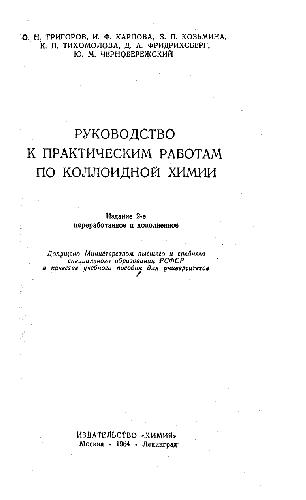 О. Н. ГРИГОРОВ, И. Ф. КАРПОВА, З. П. КОЗЬМИНА,
К. П. ТИХОМОЛОВА, Д. А. ФРИДРИХСБЕРГ,
Ю. М. ЧЕРНОБЕРЕЖСКИЙ
РУКОВОДСТВО
К ПРАКТИЧЕСКИМ РАБОТАМ
ПО КОЛЛОИДНОЙ ХИМИИ
Издание 2-е
переработанное и дополненное
Допущено Министерством высшего и среднего
специального образования РСФСР
в качестве учебного пособия для университетов
ИЗДАТЕЛЬСТВО «ХИМИЯ»
Москва • 1964 • Ленинград